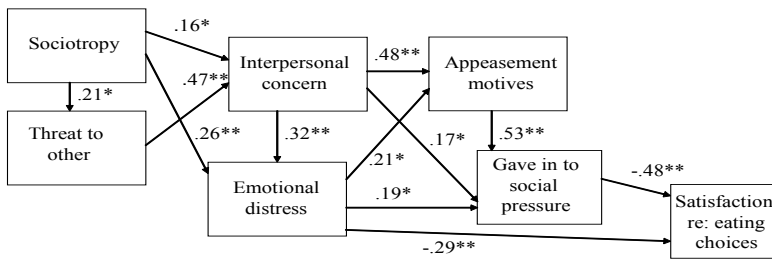 Sociotropy
.16*
Interpersonal
concern
.48**
Appeasement
motives
.21*
.47**
Threat to
other
.26**
.32**
.21*
.17*
.53**
Emotional
distress
.19*
Gave in to
social
pressure
-.48**
-.29**
Satisfaction
re: eating
choices